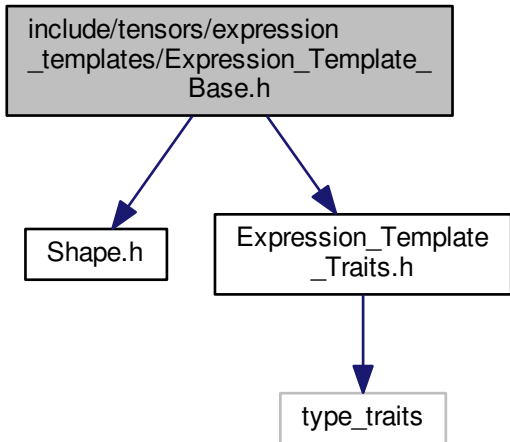 include/tensors/expression
_templates/Expression_Template_
Base.h
Shape.h
Expression_Template
_Traits.h
type_traits